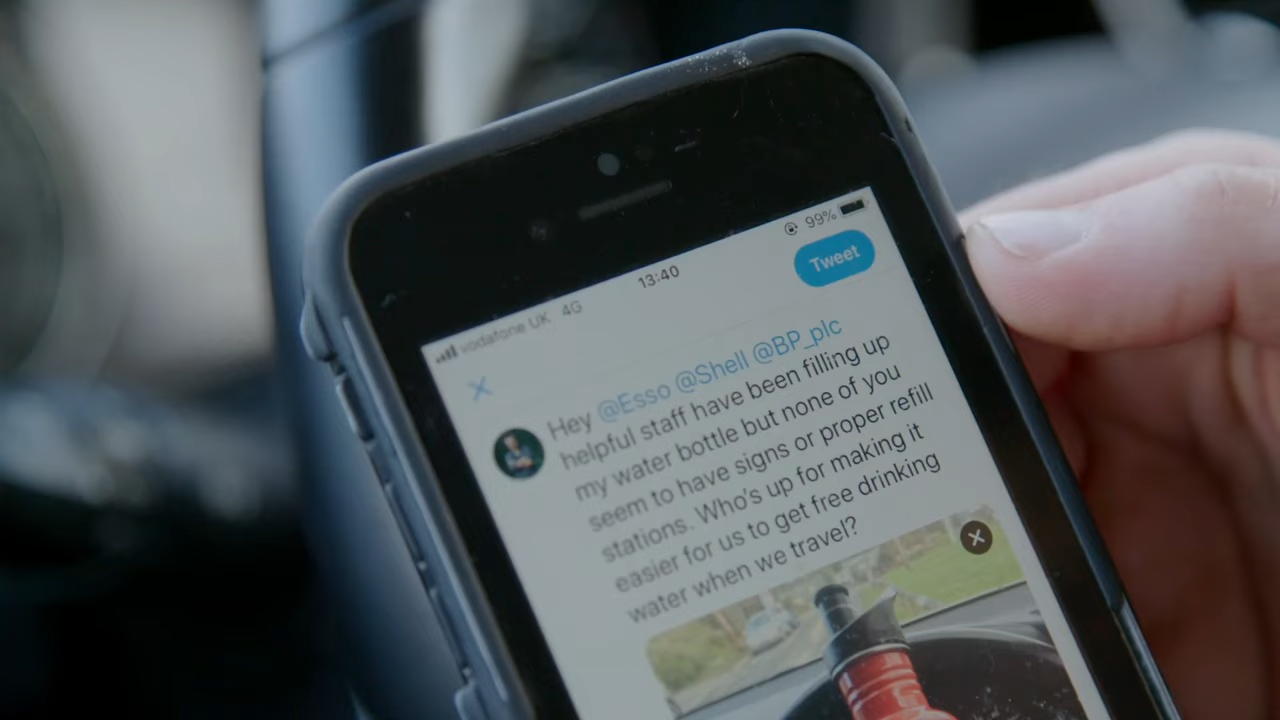 vodafone UK 4G 13:40 99%
Tweet
Hey @Esso @Shell @BP_plc
helpful staff have been filling up
my water bottle but none of you
seem to have signs or proper refill
stations. Who's up for making it
easier for us to get free drinking
water when we travel?